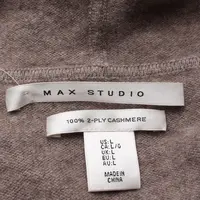 MAX STUDIO
100% 2-PLY CASHMERE
US:L
CA:L/G
UK:L
EU:L
AU:L
MADE IN
CHINA